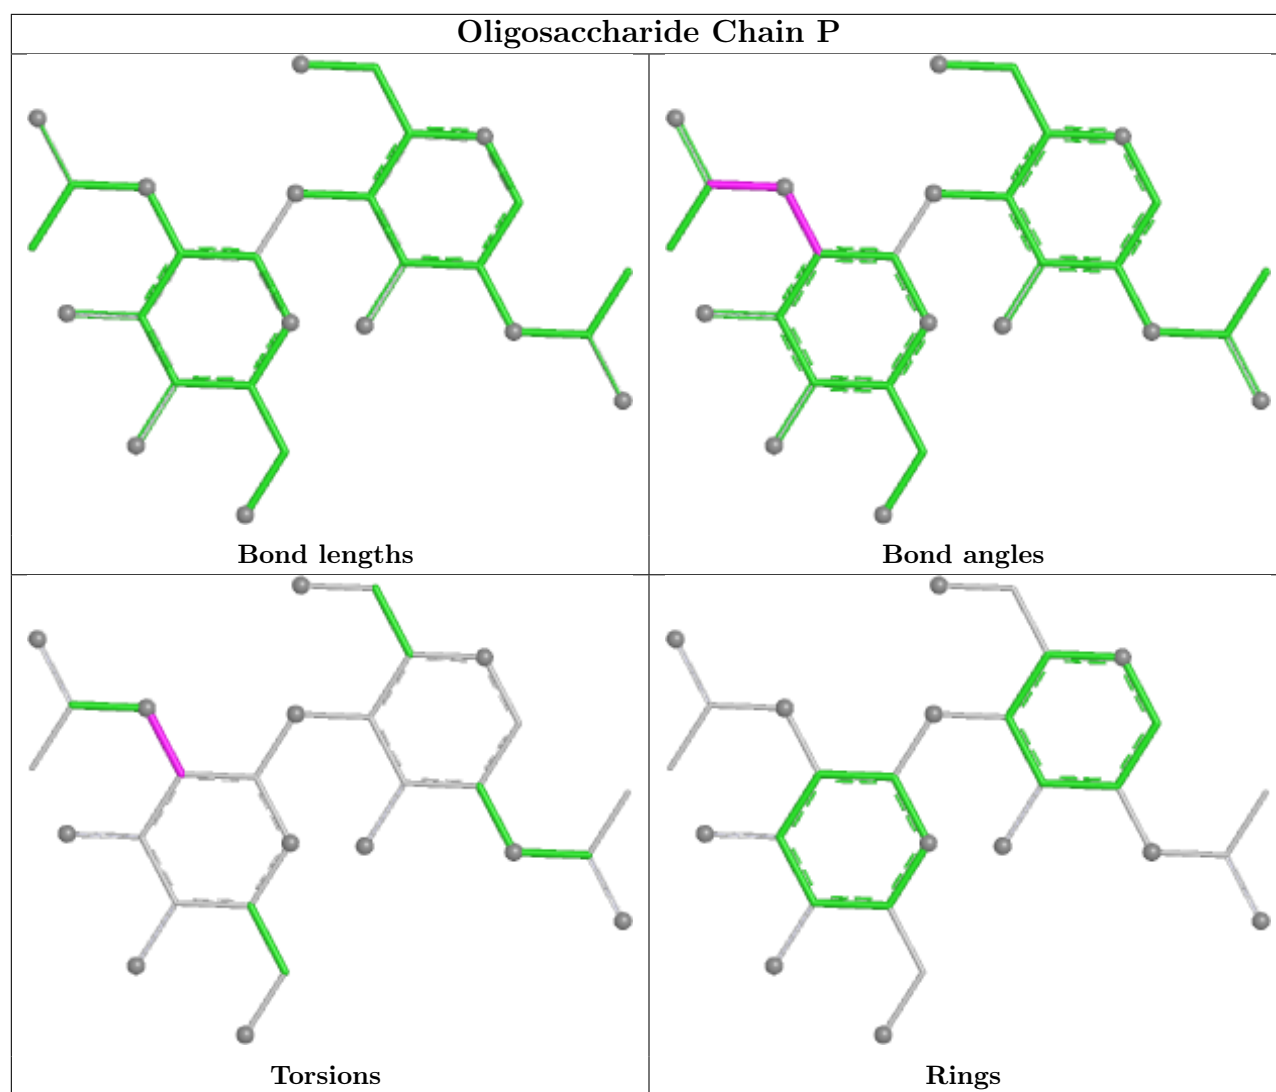 Oligosaccharide Chain P
Bond lengths
Bond angles
Torsions
Rings